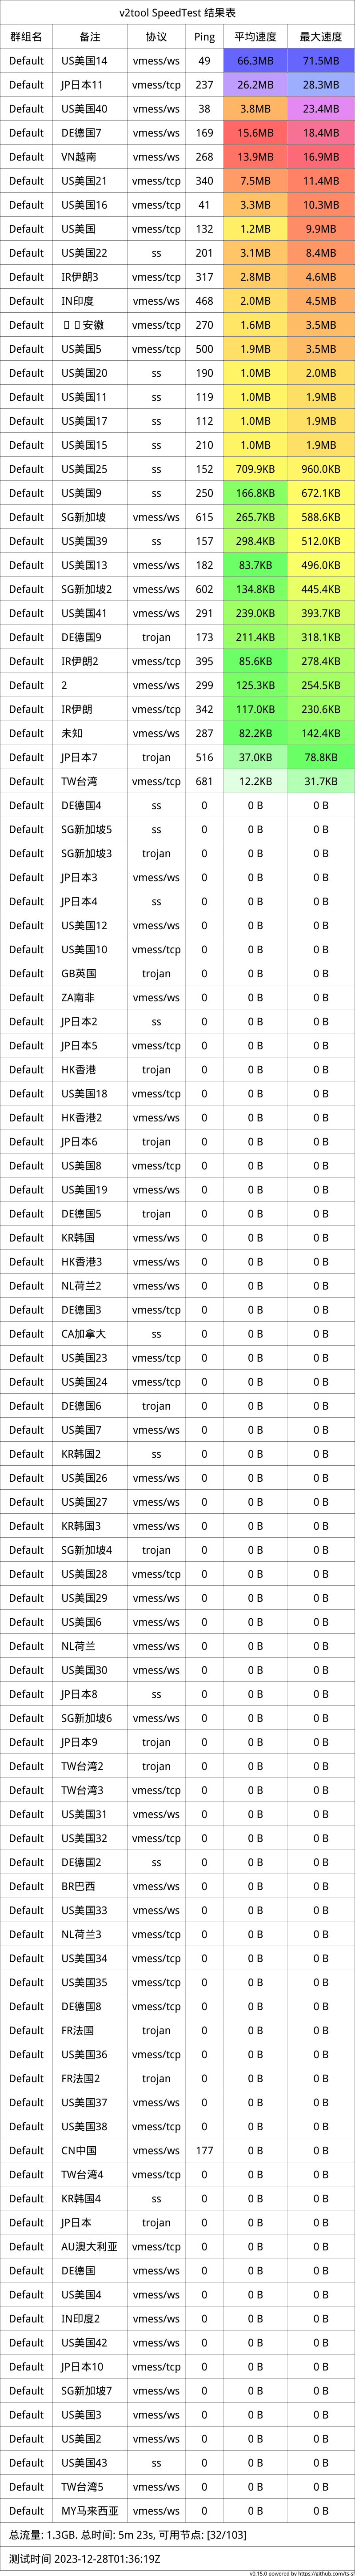 v2tool SpeedTest 结果表
群组名 备注 协议 Ping 平均速度 最大速度
Default US美国14 vmess/ws 49 66.3MB 71.5MB
Default JP日本11 vmess/tcp 237 26.2MB 28.3MB
Default US美国40 vmess/ws 38 3.8MB 23.4MB
Default DE德国7 vmess/ws 169 15.6MB 18.4MB
Default VN越南 vmess/ws 268 13.9MB 16.9MB
Default US美国21 vmess/tcp 340 7.5MB 11.4MB
Default US美国16 vmess/tcp 41 3.3MB 10.3MB
Default US美国 vmess/tcp 132 1.2MB 9.9MB
Default US美国22 ss 201 3.1MB 8.4MB
Default IR伊朗3 vmess/tcp 317 2.8MB 4.6MB
Default IN印度 vmess/ws 468 2.0MB 4.5MB
Default 安徽 vmess/tcp 270 1.6MB 3.5MB
Default US美国5 vmess/tcp 500 1.9MB 3.5MB
Default US美国20 ss 190 1.0MB 2.0MB
Default US美国11 ss 119 1.0MB 1.9MB
Default US美国17 ss 112 1.0MB 1.9MB
Default US美国15 ss 210 1.0MB 1.9MB
Default US美国25 ss 152 709.9KB 960.0KB
Default US美国9 ss 250 166.8KB 672.1KB
Default SG新加坡 vmess/ws 615 265.7KB 588.6KB
Default US美国39 ss 157 298.4KB 512.0KB
Default US美国13 vmess/ws 182 83.7KB 496.0KB
Default SG新加坡2 vmess/ws 602 134.8KB 445.4KB
Default US美国41 vmess/ws 291 239.0KB 393.7KB
Default DE德国9 trojan 173 211.4KB 318.1KB
Default IR伊朗2 vmess/tcp 395 85.6KB 278.4KB
Default 2 vmess/ws 299 125.3KB 254.5KB
Default IR伊朗 vmess/tcp 342 117.0KB 230.6KB
Default 未知 vmess/ws 287 82.2KB 142.4KB
Default JP日本7 trojan 516 37.0KB 78.8KB
Default TW台湾 vmess/tcp 681 12.2KB 31.7KB
Default DE德国4 ss 0 0 B 0 B
Default SG新加坡5 ss 0 0 B 0 B
Default SG新加坡3 trojan 0 0 B 0 B
Default JP日本3 vmess/ws 0 0 B 0 B
Default JP日本4 ss 0 0 B 0 B
Default US美国12 vmess/ws 0 0 B 0 B
Default US美国10 vmess/tcp 0 0 B 0 B
Default GB英国 trojan 0 0 B 0 B
Default ZA南非 vmess/ws 0 0 B 0 B
Default JP日本2 ss 0 0 B 0 B
Default JP日本5 vmess/tcp 0 0 B 0 B
Default HK香港 trojan 0 0 B 0 B
Default US美国18 vmess/tcp 0 0 B 0 B
Default HK香港2 vmess/ws 0 0 B 0 B
Default JP日本6 trojan 0 0 B 0 B
Default US美国8 vmess/tcp 0 0 B 0 B
Default US美国19 vmess/ws 0 0 B 0 B
Default DE德国5 trojan 0 0 B 0 B
Default KR韩国 vmess/ws 0 0 B 0 B
Default HK香港3 vmess/ws 0 0 B 0 B
Default NL荷兰2 vmess/ws 0 0 B 0 B
Default DE德国3 vmess/tcp 0 0 B 0 B
Default CA加拿大 ss 0 0 B 0 B
Default US美国23 vmess/tcp 0 0 B 0 B
Default US美国24 vmess/tcp 0 0 B 0 B
Default DE德国6 trojan 0 0 B 0 B
Default US美国7 vmess/ws 0 0 B 0 B
Default KR韩国2 ss 0 0 B 0 B
Default US美国26 vmess/ws 0 0 B 0 B
Default US美国27 vmess/ws 0 0 B 0 B
Default KR韩国3 vmess/ws 0 0 B 0 B
Default SG新加坡4 trojan 0 0 B 0 B
Default US美国28 vmess/tcp 0 0 B 0 B
Default US美国29 vmess/ws 0 0 B 0 B
Default US美国6 vmess/ws 0 0 B 0 B
Default NL荷兰 vmess/ws 0 0 B 0 B
Default US美国30 vmess/ws 0 0 B 0 B
Default JP日本8 ss 0 0 B 0 B
Default SG新加坡6 vmess/ws 0 0 B 0 B
Default JP日本9 trojan 0 0 B 0 B
Default TW台湾2 trojan 0 0 B 0 B
Default TW台湾3 vmess/tcp 0 0 B 0 B
Default US美国31 vmess/ws 0 0 B 0 B
Default US美国32 vmess/tcp 0 0 B 0 B
Default DE德国2 ss 0 0 B 0 B
Default BR巴西 vmess/ws 0 0 B 0 B
Default US美国33 vmess/ws 0 0 B 0 B
Default NL荷兰3 vmess/tcp 0 0 B 0 B
Default US美国34 vmess/tcp 0 0 B 0 B
Default US美国35 vmess/tcp 0 0 B 0 B
Default DE德国8 vmess/tcp 0 0 B 0 B
Default FR法国 trojan 0 0 B 0 B
Default US美国36 vmess/tcp 0 0 B 0 B
Default FR法国2 trojan 0 0 B 0 B
Default US美国37 vmess/ws 0 0 B 0 B
Default US美国38 vmess/tcp 0 0 B 0 B
Default CN中国 vmess/ws 177 0 B 0 B
Default TW台湾4 vmess/tcp 0 0 B 0 B
Default KR韩国4 ss 0 0 B 0 B
Default JP日本 trojan 0 0 B 0 B
Default AU澳大利亚 vmess/tcp 0 0 B 0 B
Default DE德国 vmess/ws 0 0 B 0 B
Default US美国4 vmess/ws 0 0 B 0 B
Default IN印度2 vmess/ws 0 0 B 0 B
Default US美国42 vmess/ws 0 0 B 0 B
Default JP日本10 vmess/tcp 0 0 B 0 B
Default SG新加坡7 vmess/ws 0 0 B 0 B
Default US美国3 vmess/ws 0 0 B 0 B
Default US美国2 vmess/ws 0 0 B 0 B
Default US美国43 ss 0 0 B 0 B
Default TW台湾5 vmess/ws 0 0 B 0 B
Default MY马来西亚 vmess/ws 0 0 B 0 B
总流量: 1.3GB. 总时间: 5m 23s, 可用节点: [32/103]
测试时间 2023-12-28T01:36:19Z
v0.15.0 powered by https://github.com/ts-sf